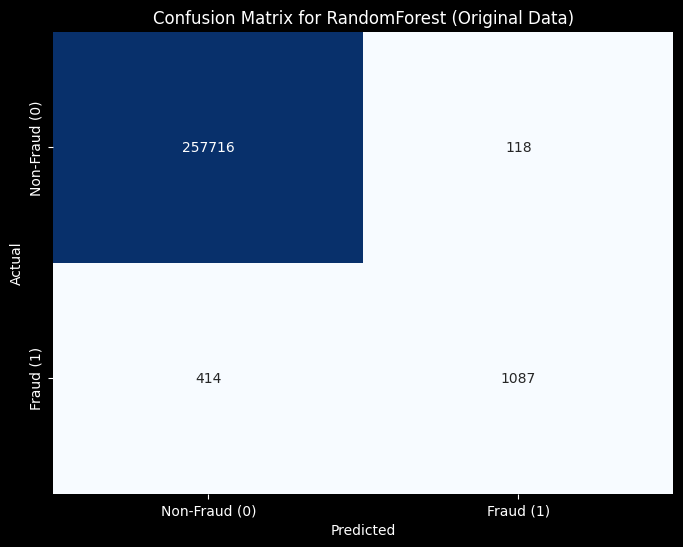 Confusion Matrix for RandomForest (Original Data)
Actual
Non-Fraud (0)
257716
118
Fraud (1)
414
1087
Non-Fraud (0)
Fraud (1)
Predicted